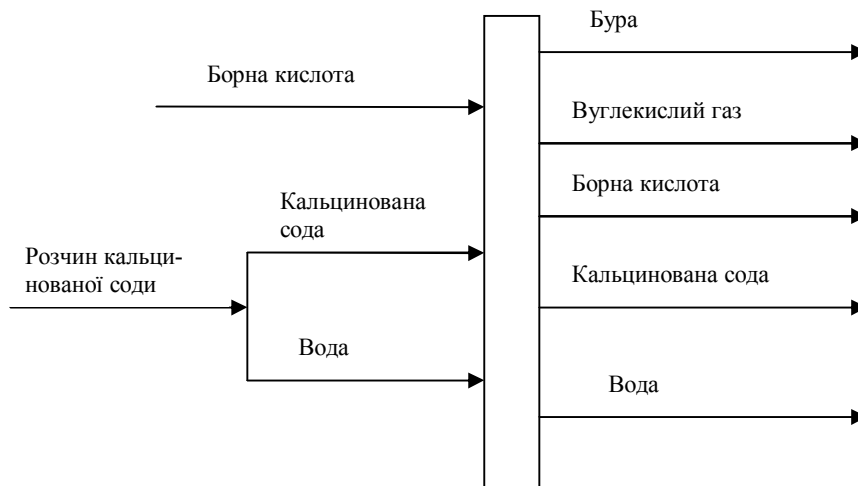 Бура
Борна кислота
Вуглекислий газ
Борна кислота
Кальцинована
сода
Розчин кальци-
нованої соди
Кальцинована сода
Вода
Вода